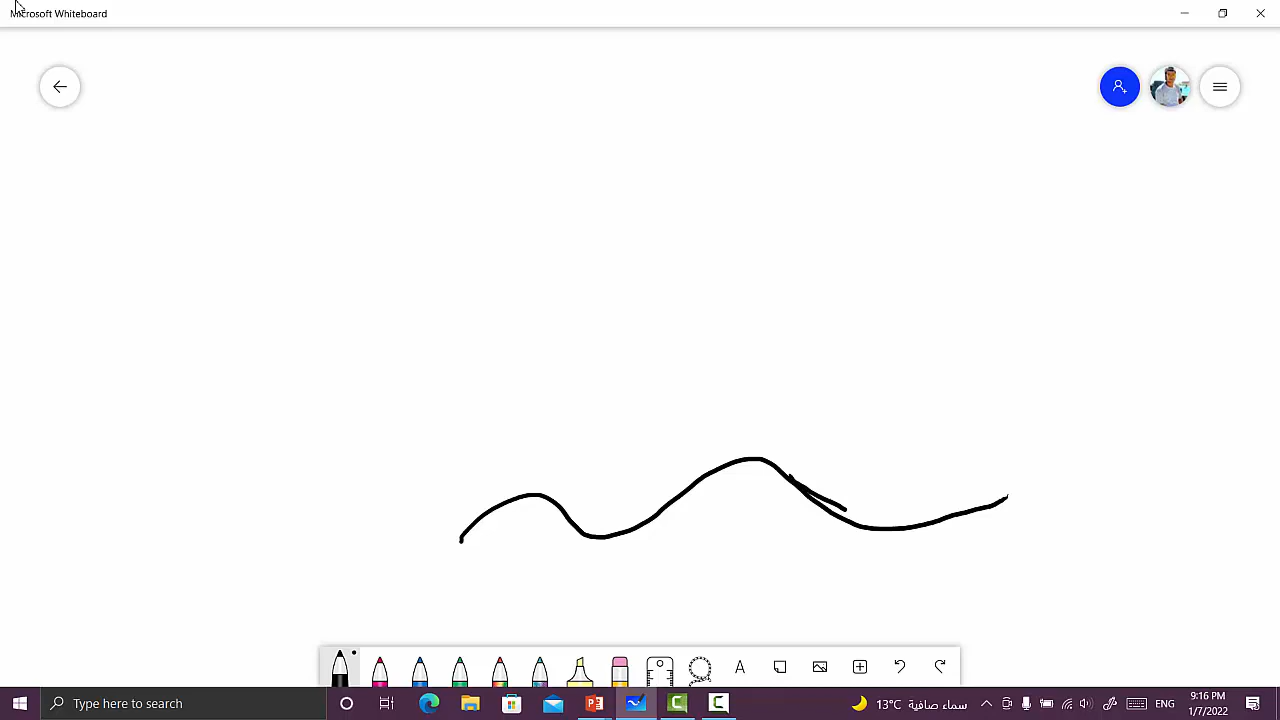 Microsoft Whiteboard
A
Type here to search
13°C سماء صافية
ENG
9:16 PM
1/7/2022